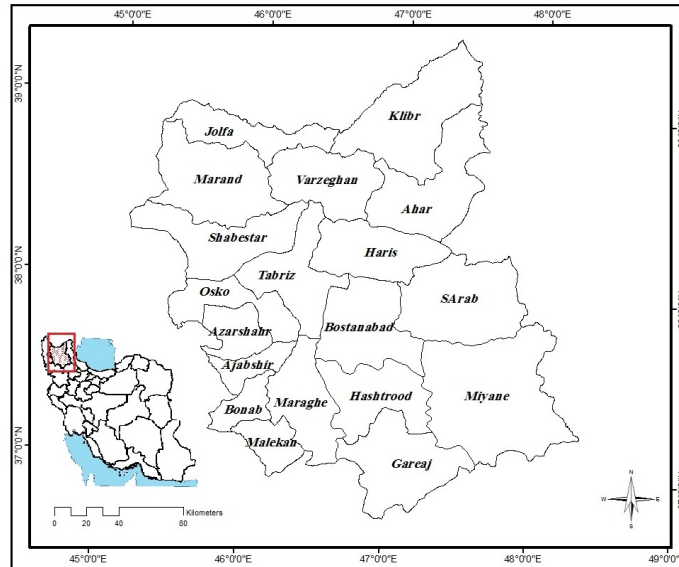 45°0'0"E 46°0'0"E 47°0'0"E 48°0'0"E
39°0'0"N
38°0'0"N
37°0'0"N
Klibr
Jolfa
Marand
Varzeghan
Ahar
Shabestar
Haris
Tabriz
Osko
SArab
Azarshahr
Bostanabad
Ajabshir
Bonab
Maraghe
Hashtrood
Miyane
Malekan
Gareaj
N
W E
S
Kilometers
0 20 40 80
45°0'0"E 46°0'0"E 47°0'0"E 48°0'0"E 49°0'0"E